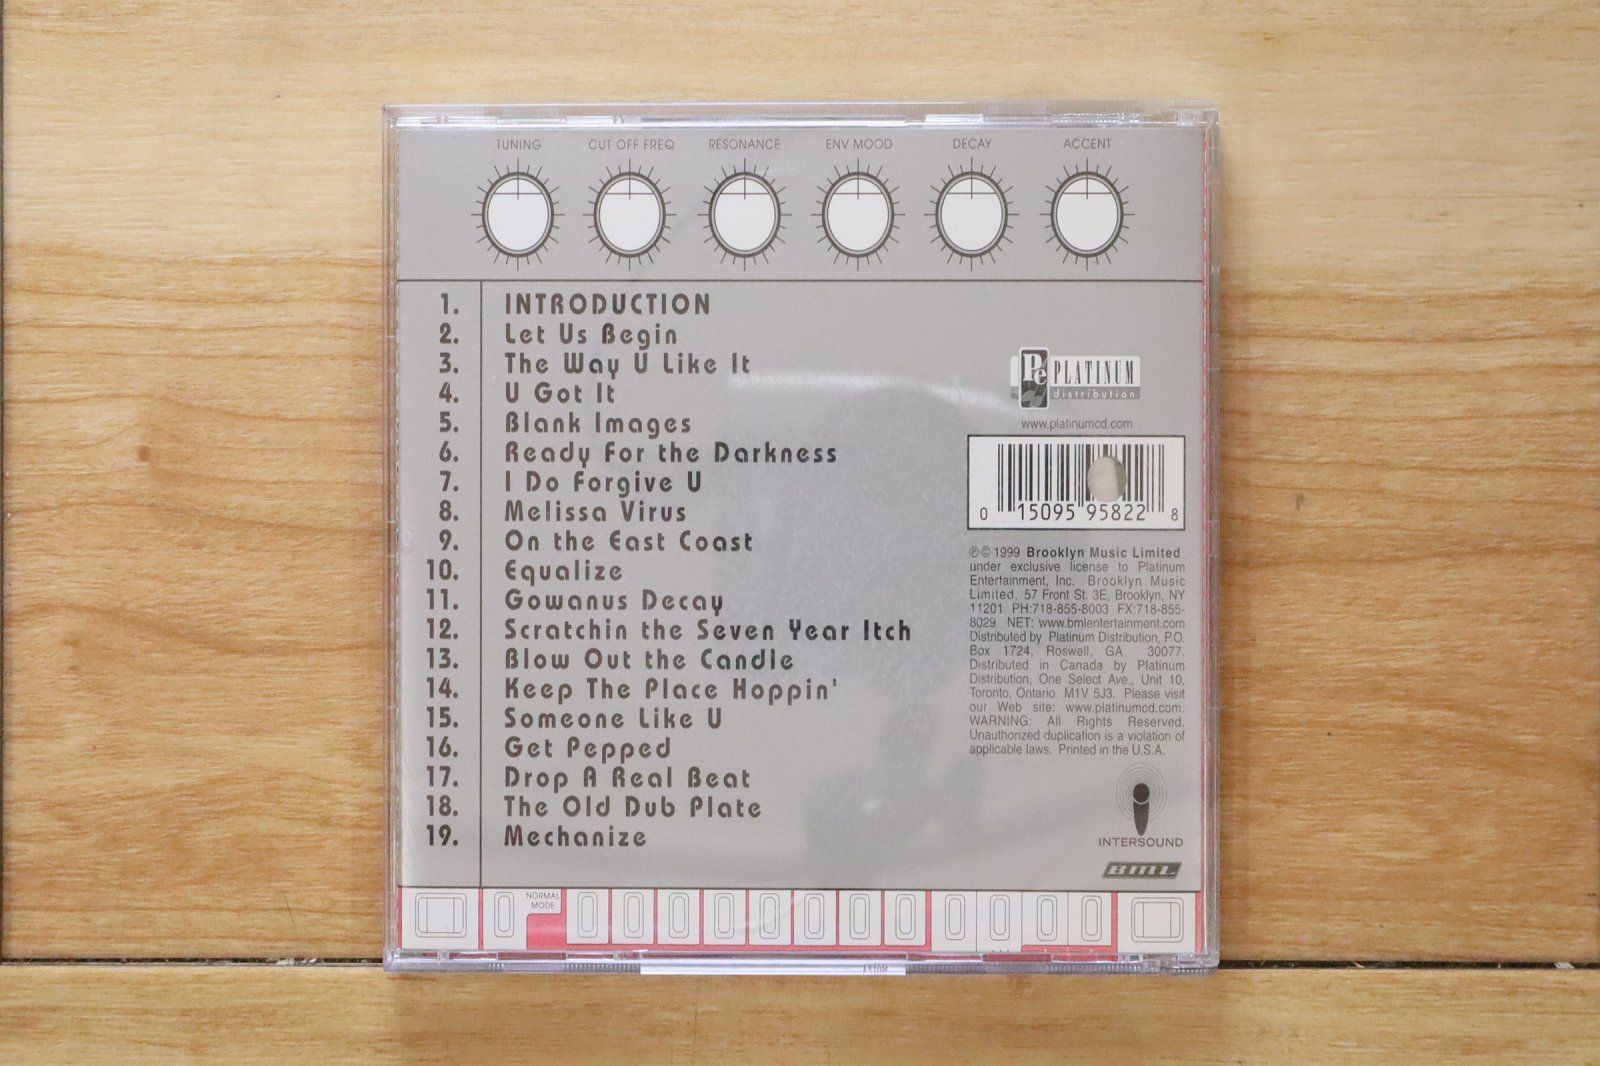 TUNING CUT OFF FREQ RESONANCE ENV MOOD DECAY ACCENT
1. INTRODUCTION
2. Let Us Begin
3. The Way U Like It
4. U Got It
5. Blank Images
6. Ready For the Darkness
7. I Do Forgive U
8. Melissa Virus
9. On the East Coast
10. Equalize
11. Gowanus Decay
12. Scratchin the Seven Year Itch
13. Blow Out the Candle
14. Keep The Place Hoppin'
15. Someone Like U
16. Get Pepped
17. Drop A Real Beat
18. The Old Dub Plate
19. Mechanize
Pe PLATINUM
distribution
www.platinumcd.com
0 15095 95822 8
℗© 1999 Brooklyn Music Limited
under exclusive license to Platinum
Entertainment, Inc. Brooklyn Music
Limited, 57 Front St. 3E, Brooklyn, NY
11201 PH:718-855-8003 FX:718-855-
8029 NET: www.bmlentertainment.com
Distributed by Platinum Distribution, P.O.
Box 1724, Roswell, GA 30077.
Distributed in Canada by Platinum
Distribution, One Select Ave., Unit 10,
Toronto, Ontario M1V 5J3. Please visit
our Web site: www.platinumcd.com.
WARNING: All Rights Reserved.
Unauthorized duplication is a violation of
applicable laws. Printed in the U.S.A.
INTERSOUND
BML
NORMAL
MODE